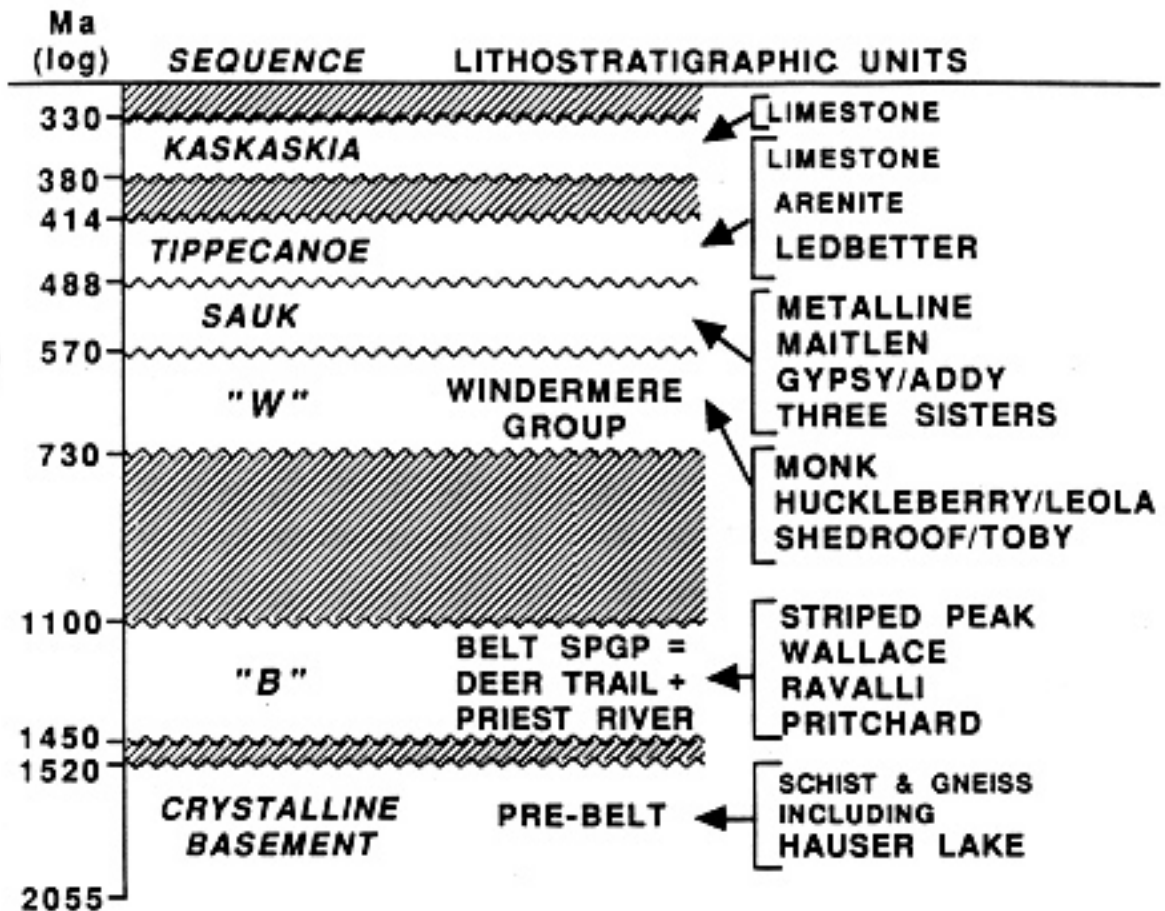 Ma
(log) SEQUENCE LITHOSTRATIGRAPHIC UNITS
330
LIMESTONE
KASKASKIA
LIMESTONE
380
ARENITE
414
TIPPECANOE
LEDBETTER
488
SAUK
METALLINE
MAITLEN
570
GYPSY/ADDY
THREE SISTERS
"W"
WINDERMERE
GROUP
730
MONK
HUCKLEBERRY/LEOLA
SHEDROOF/TOBY
1100
STRIPED PEAK
WALLACE
RAVALLI
PRITCHARD
"B"
BELT SPGP =
DEER TRAIL +
PRIEST RIVER
1450
1520
CRYSTALLINE
BASEMENT
PRE-BELT
SCHIST & GNEISS
INCLUDING
HAUSER LAKE
2055